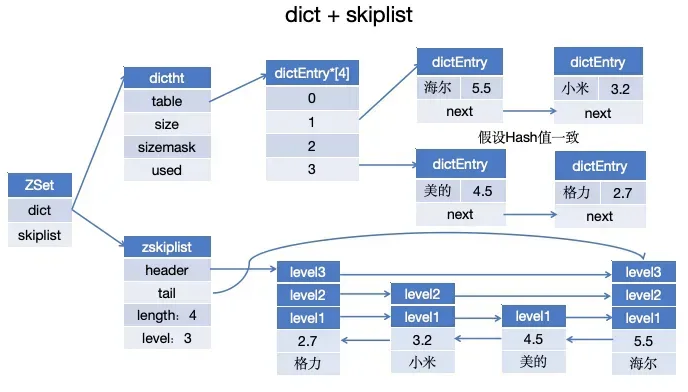 dict + skiplist
ZSet
dict
skiplist
dictht
table
size
sizemask
used
dictEntry*[4]
0
1
2
3
dictEntry
海尔 5.5
next
dictEntry
小米 3.2
next
假设Hash值一致
dictEntry
美的 4.5
next
dictEntry
格力 2.7
next
zskiplist
header
tail
length：4
level：3
level3
level2
level1
2.7
格力
level2
level1
3.2
小米
level1
4.5
美的
level3
level2
level1
5.5
海尔